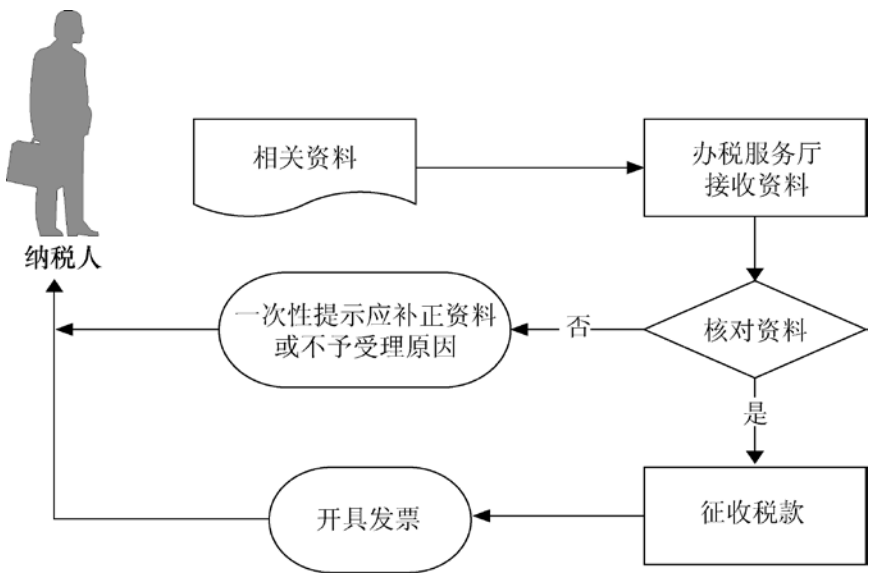 相关资料
办税服务厅
接收资料
纳税人
一次性提示应补正资料
或不予受理原因
否
核对资料
是
开具发票
征收税款